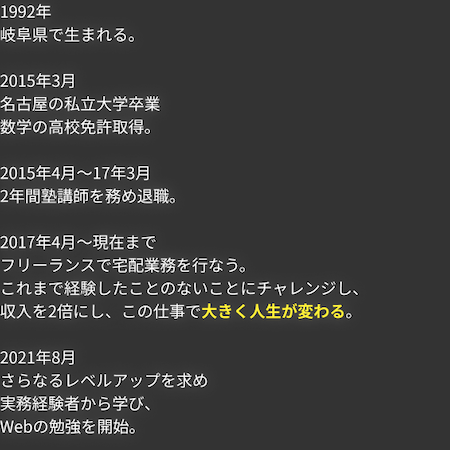 1992年
岐阜県で生まれる。
2015年3月
名古屋の私立大学卒業
数学の高校免許取得。
2015年4月〜17年3月
2年間塾講師を務め退職。
2017年4月〜現在まで
フリーランスで宅配業務を行なう。
これまで経験したことのないことにチャレンジし、
収入を2倍にし、この仕事で大きく人生が変わる。
2021年8月
さらなるレベルアップを求め
実務経験者から学び、
Webの勉強を開始。